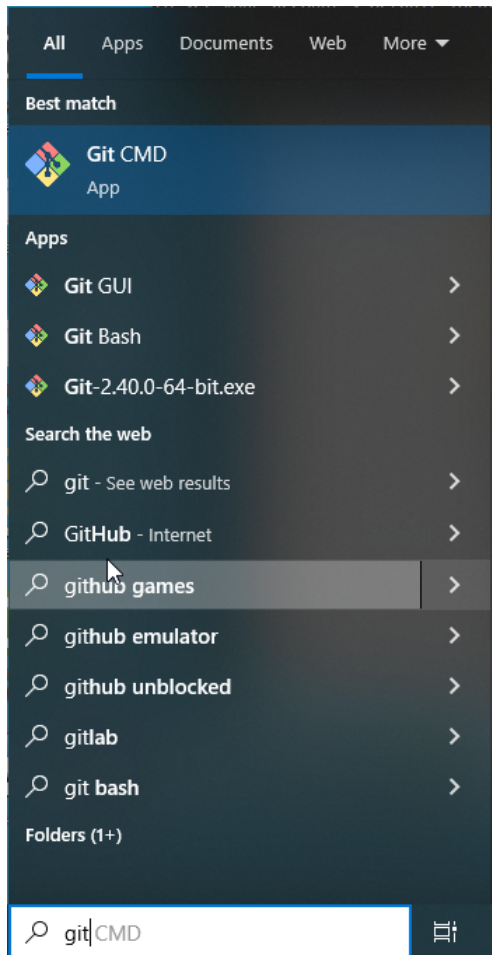 All Apps Documents Web More
Best match
Git CMD
App
Apps
Git GUI
Git Bash
Git-2.40.0-64-bit.exe
Search the web
git - See web results
GitHub - Internet
github games
github emulator
github unblocked
gitlab
git bash
Folders (1+)
git CMD